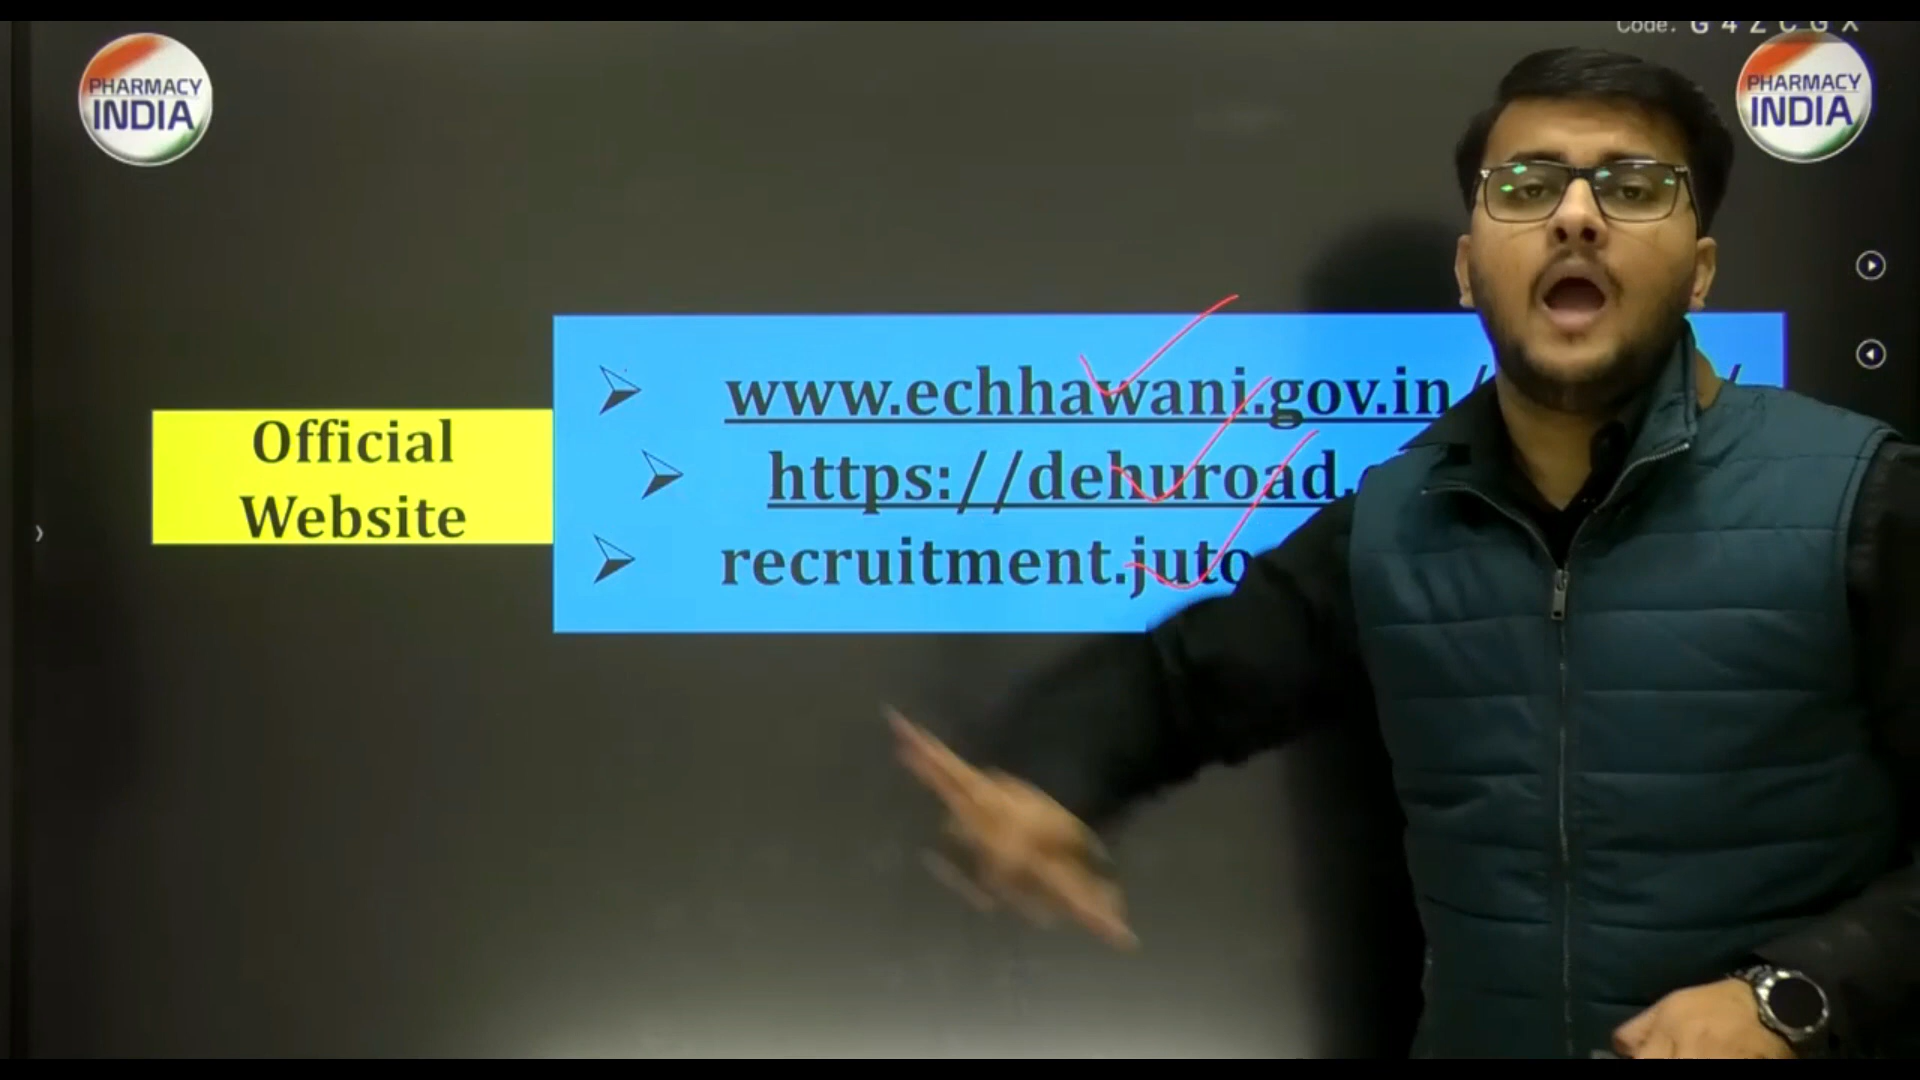 Code: G 4 Z C G X
PHARMACY
INDIA
PHARMACY
INDIA
Official
Website
www.echhawani.gov.in/
https://dehuroad.
recruitment.juto